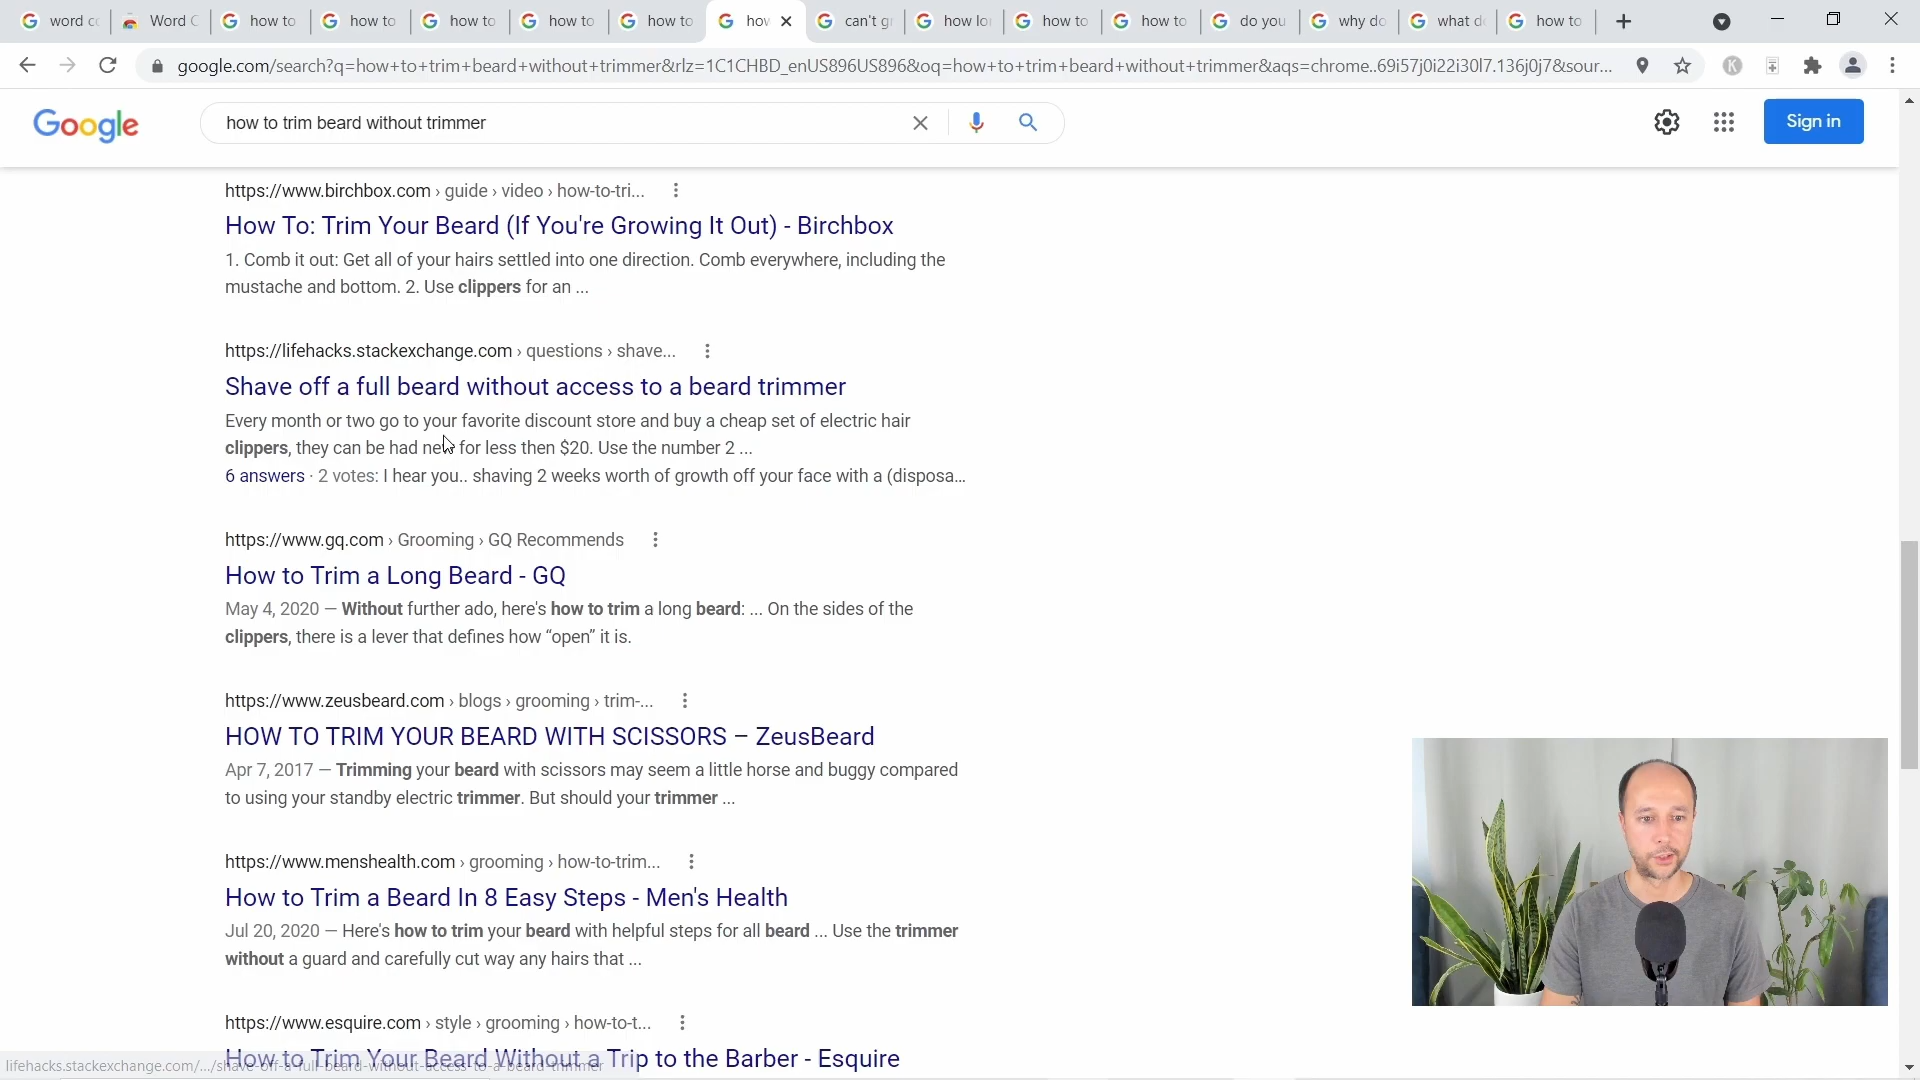 word c
Word C
how to
how to
how to
how to
how to
how
can't g
how lo
how to
how to
do you
why do
what d
how to
google.com/search?q=how+to+trim+beard+without+trimmer&rlz=1C1CHBD_enUS896US896&oq=how+to+trim+beard+without+trimmer&aqs=chrome..69i57j0i22i30l7.136j0j7&sour...
K
Google
how to trim beard without trimmer
Sign in
https://www.birchbox.com › guide › video › how-to-tri...
How To: Trim Your Beard (If You're Growing It Out) - Birchbox
1. Comb it out: Get all of your hairs settled into one direction. Comb everywhere, including the
mustache and bottom. 2. Use clippers for an ...
https://lifehacks.stackexchange.com › questions › shave...
Shave off a full beard without access to a beard trimmer
Every month or two go to your favorite discount store and buy a cheap set of electric hair
clippers, they can be had new for less then $20. Use the number 2 ...
6 answers · 2 votes: I hear you.. shaving 2 weeks worth of growth off your face with a (disposa...
https://www.gq.com › Grooming › GQ Recommends
How to Trim a Long Beard - GQ
May 4, 2020 — Without further ado, here's how to trim a long beard: ... On the sides of the
clippers, there is a lever that defines how “open” it is.
https://www.zeusbeard.com › blogs › grooming › trim-...
HOW TO TRIM YOUR BEARD WITH SCISSORS – ZeusBeard
Apr 7, 2017 — Trimming your beard with scissors may seem a little horse and buggy compared
to using your standby electric trimmer. But should your trimmer ...
https://www.menshealth.com › grooming › how-to-trim...
How to Trim a Beard In 8 Easy Steps - Men's Health
Jul 20, 2020 — Here's how to trim your beard with helpful steps for all beard ... Use the trimmer
without a guard and carefully cut way any hairs that ...
https://www.esquire.com › style › grooming › how-to-t...
How to Trim Your Beard Without a Trip to the Barber - Esquire
lifehacks.stackexchange.com/.../shave-off-a-full-beard-without-access-to-a-beard-trimmer